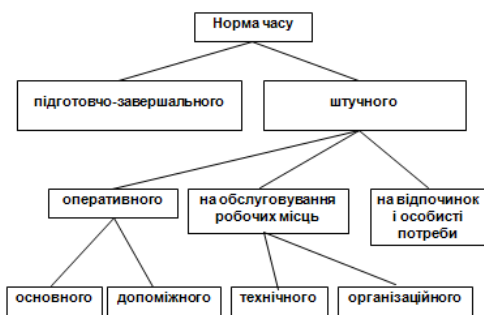 Норма часу
підготовчо-завершального
штучного
оперативного
на обслуговування
робочих місць
на відпочинок
і особисті
потреби
основного
допоміжного
технічного
організаційного